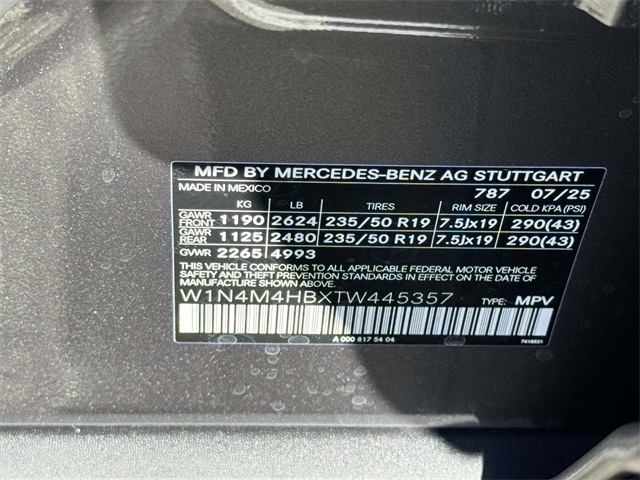 MFD BY MERCEDES-BENZ AG STUTTGART
MADE IN MEXICO 787 07/25
KG LB TIRES RIM SIZE COLD KPA (PSI)
GAWR FRONT 1190 2624 235/50 R19 7.5Jx19 290(43)
GAWR REAR 1125 2480 235/50 R19 7.5Jx19 290(43)
GVWR 2265 4993
THIS VEHICLE CONFORMS TO ALL APPLICABLE FEDERAL MOTOR VEHICLE
SAFETY AND THEFT PREVENTION STANDARDS IN EFFECT ON THE DATE OF
MANUFACTURE SHOWN ABOVE.
W1N4M4HBXTW445357 TYPE: MPV
A 000 817 54 04 7418521